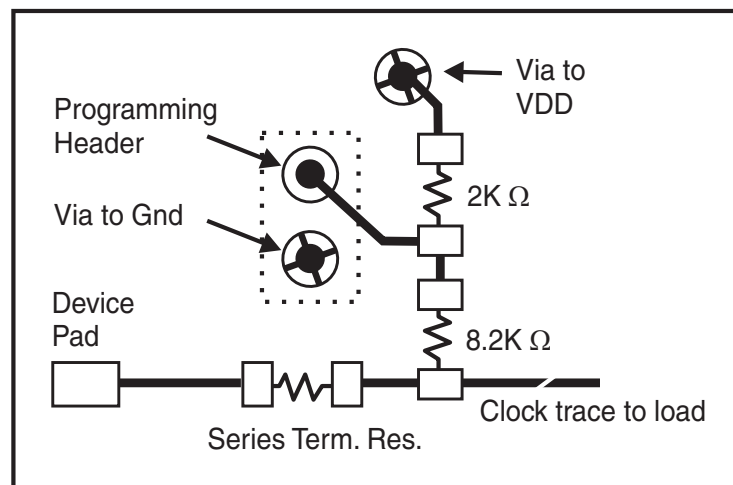 Via to
VDD
Programming
Header
2K Ω
Via to Gnd
Device
Pad
8.2K Ω
Clock trace to load
Series Term. Res.